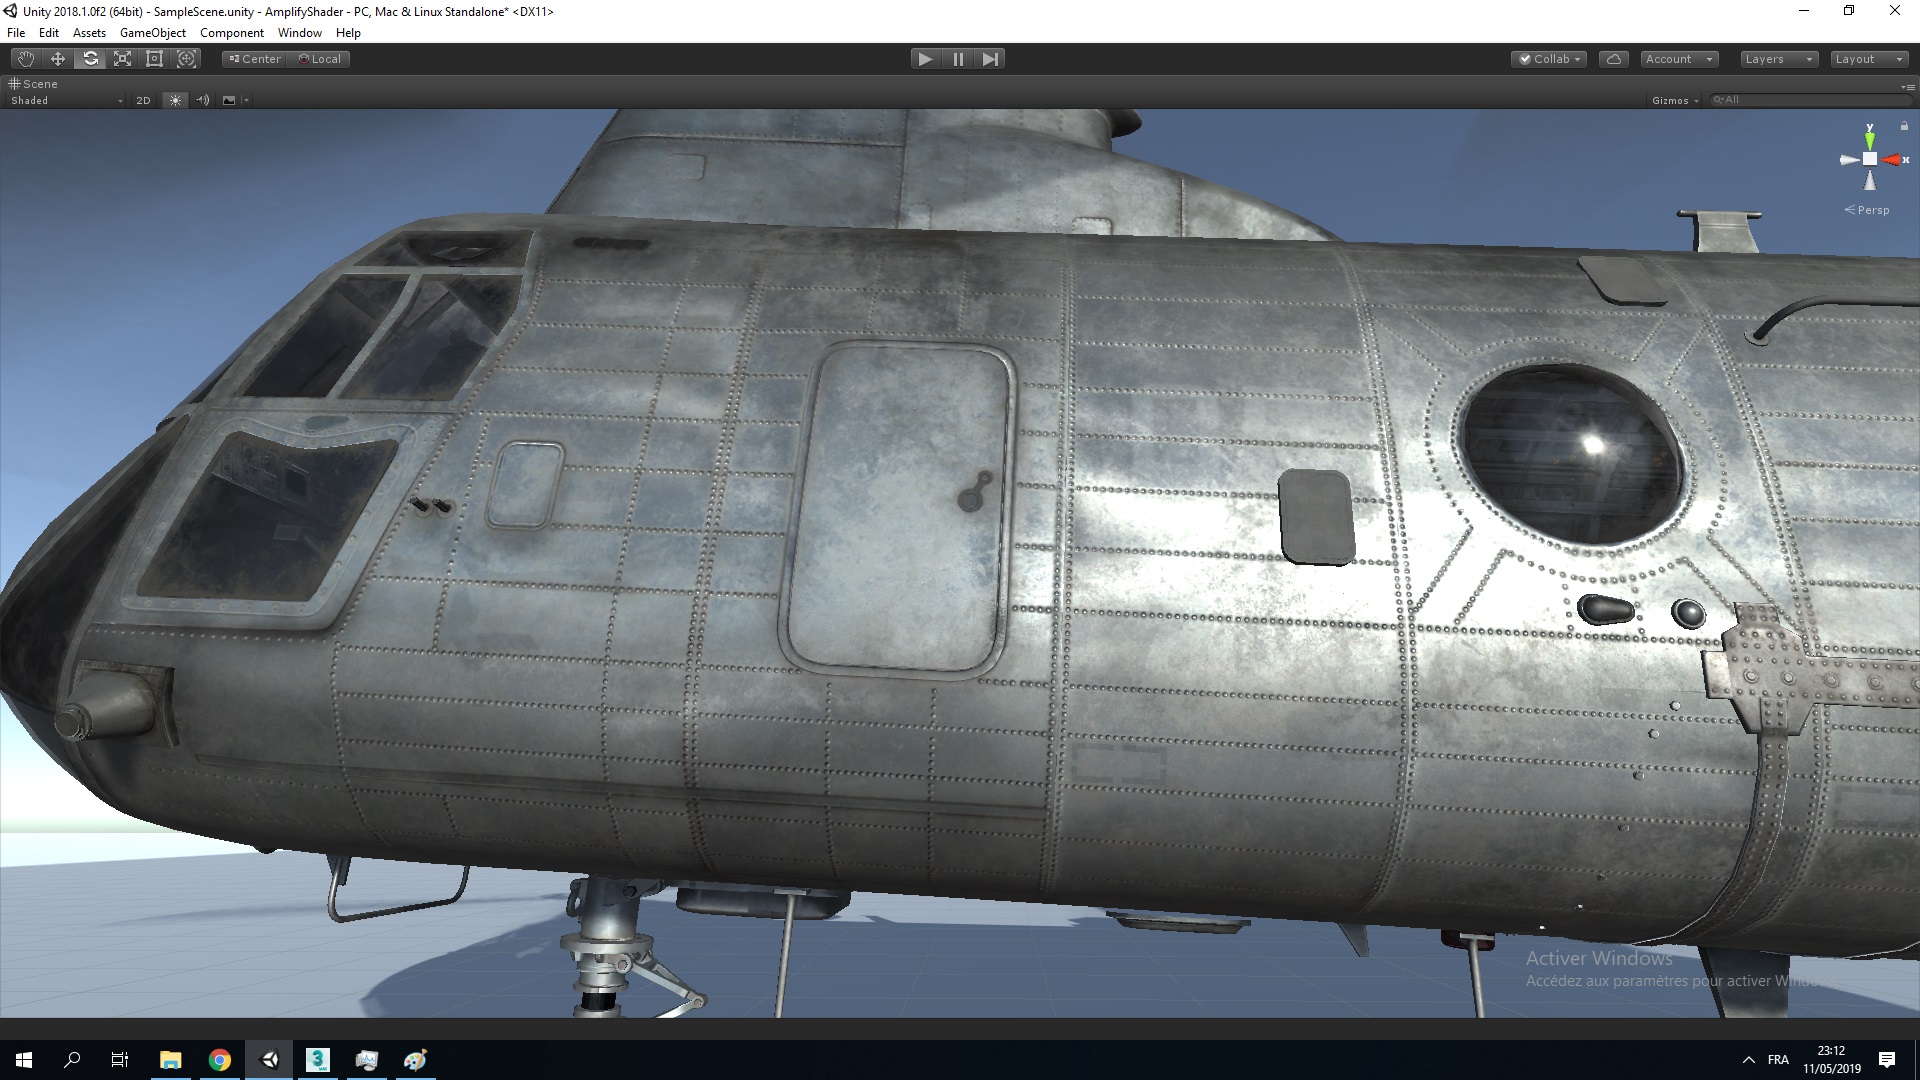 Unity 2018.1.0f2 (64bit) - SampleScene.unity - AmplifyShader - PC, Mac & Linux Standalone* <DX11>
File Edit Assets GameObject Component Window Help
Center Local Collab Account Layers Layout
Scene
Shaded 2D Gizmos All
y
x
Persp
Activer Windows
Accédez aux paramètres pour activer Windows
FRA
23:12
11/05/2019